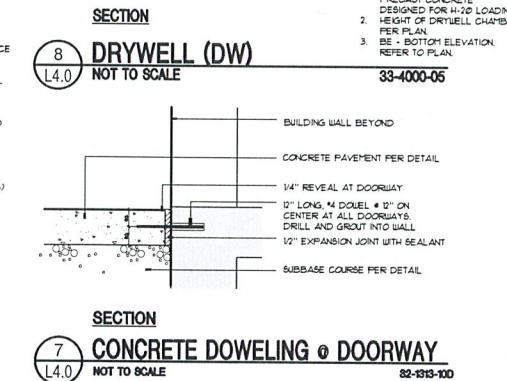 SECTION
PRECAST CONCRETE
DESIGNED FOR H-20 LOADIN
2. HEIGHT OF DRYWELL CHAMB
PER PLAN.
3. BE - BOTTOM ELEVATION.
REFER TO PLAN.
8
L4.0
DRYWELL (DW)
NOT TO SCALE
33-4000-05
BUILDING WALL BEYOND
CONCRETE PAVEMENT PER DETAIL
1/4" REVEAL AT DOORWAY
12" LONG, #4 DOWEL @ 12" ON
CENTER AT ALL DOORWAYS.
DRILL AND GROUT INTO WALL
1/2" EXPANSION JOINT WITH SEALANT
SUBBASE COURSE PER DETAIL
SECTION
7
L4.0
CONCRETE DOWELING @ DOORWAY
NOT TO SCALE
32-1313-10D